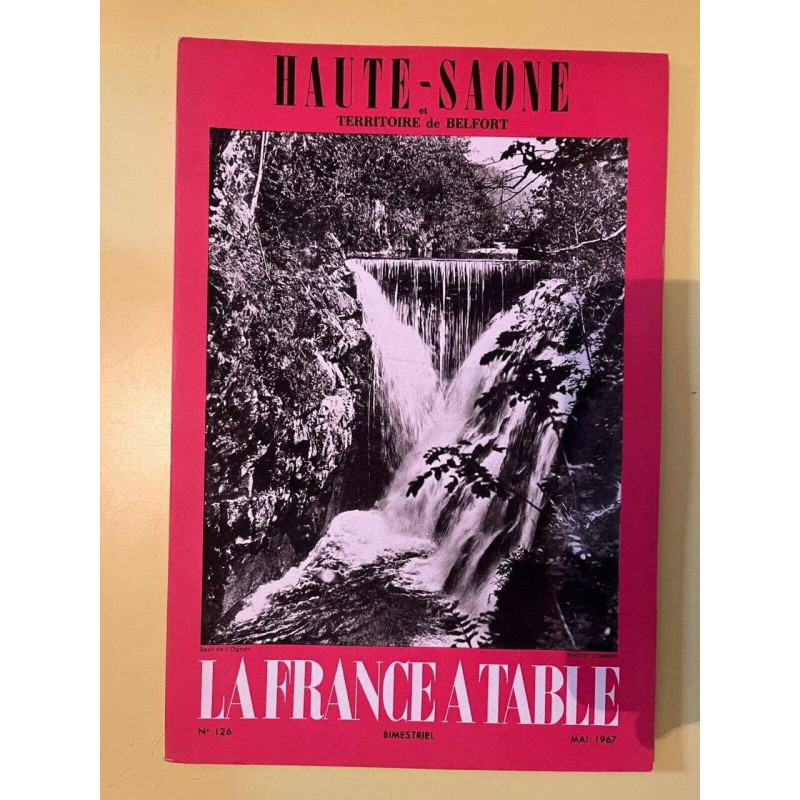 HAUTE-SAONE
et
TERRITOIRE de BELFORT
Saut de l'Ognon
LA FRANCE A TABLE
N° 126 BIMESTRIEL MAI 1967